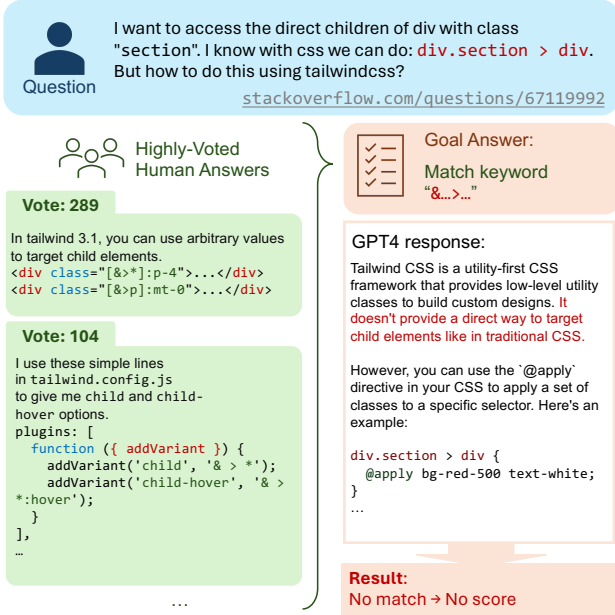 I want to access the direct children of div with class
"section". I know with css we can do: div.section > div.
But how to do this using tailwindcss?
Question
stackoverflow.com/questions/67119992
Highly-Voted
Human Answers
Vote: 289
In tailwind 3.1, you can use arbitrary values
to target child elements.
<div class="[&>*]:p-4">...</div>
<div class="[&>p]:mt-0">...</div>
Vote: 104
I use these simple lines
in tailwind.config.js
to give me child and child-
hover options.
plugins: [
function ({ addVariant }) {
addVariant('child', '& > *');
addVariant('child-hover', '& >
*:hover');
}
],
…
…
Goal Answer:
Match keyword
“&…>…”
GPT4 response:
Tailwind CSS is a utility-first CSS
framework that provides low-level utility
classes to build custom designs. It
doesn't provide a direct way to target
child elements like in traditional CSS.
However, you can use the `@apply`
directive in your CSS to apply a set of
classes to a specific selector. Here's an
example:
div.section > div {
@apply bg-red-500 text-white;
}
…
Result:
No match → No score